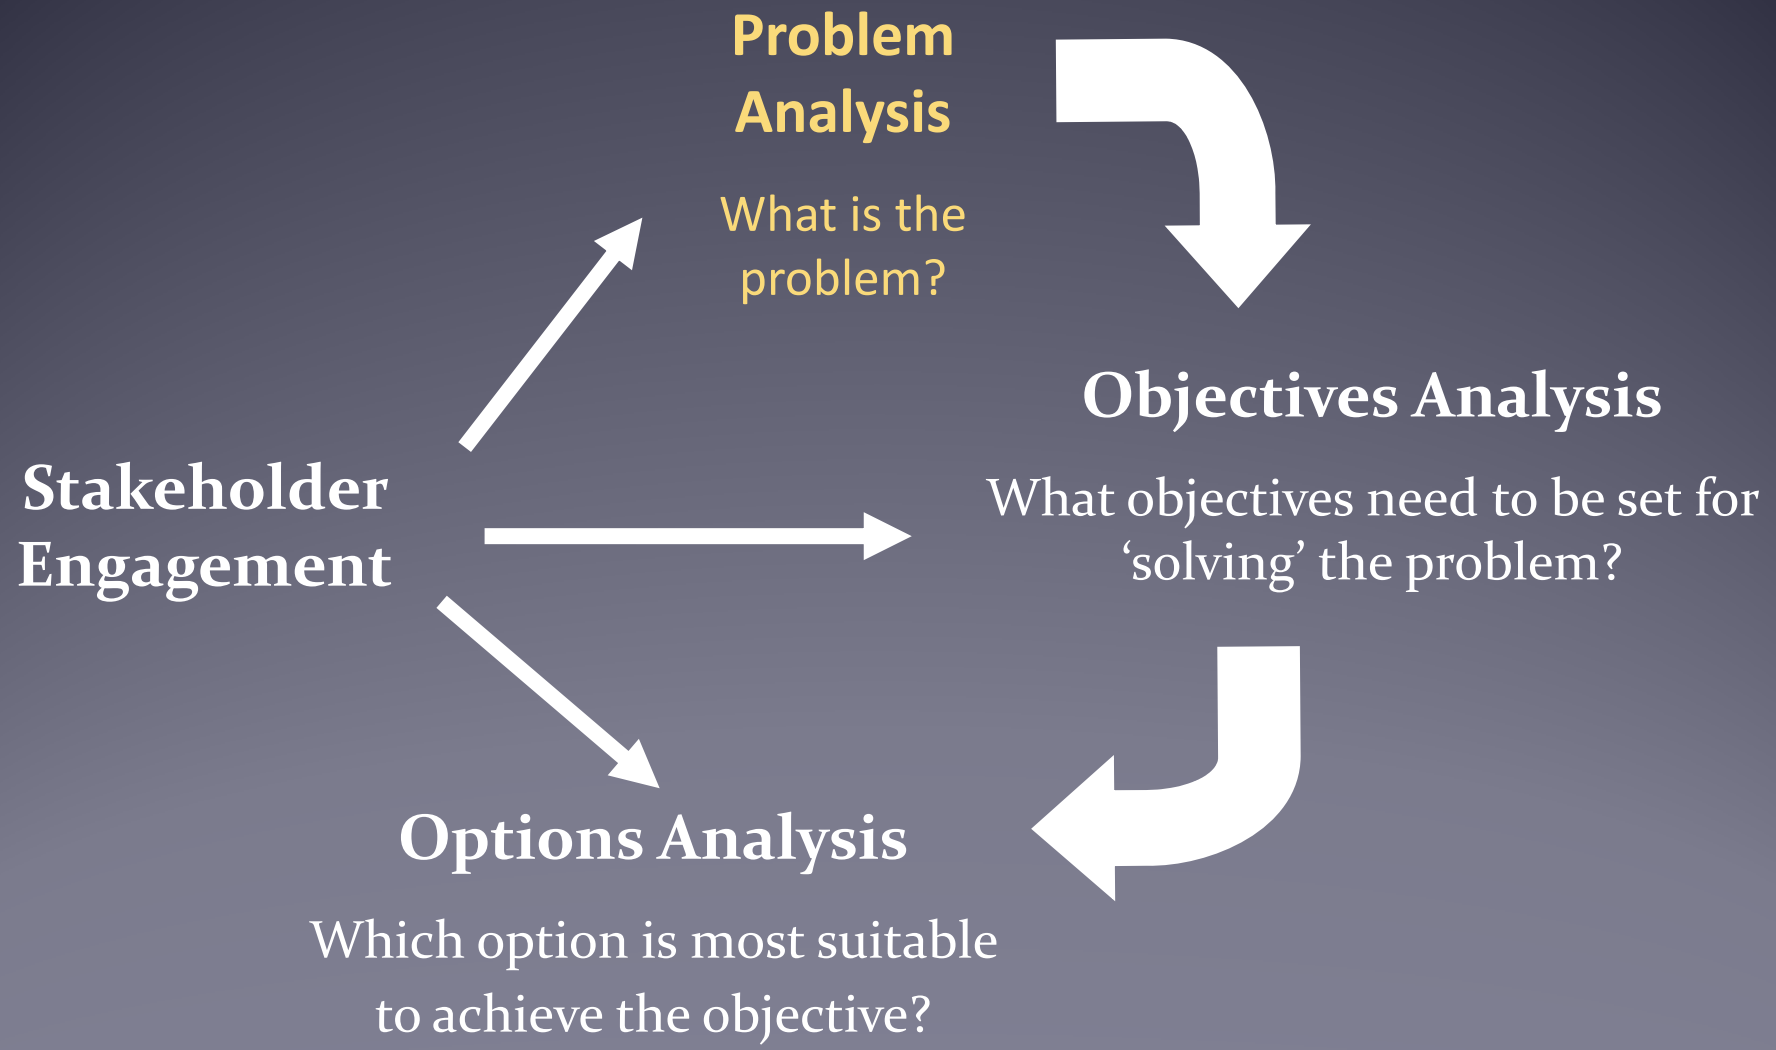 Problem
Analysis
What is the
problem?
Objectives Analysis
What objectives need to be set for
‘solving’ the problem?
Stakeholder
Engagement
Options Analysis
Which option is most suitable
to achieve the objective?